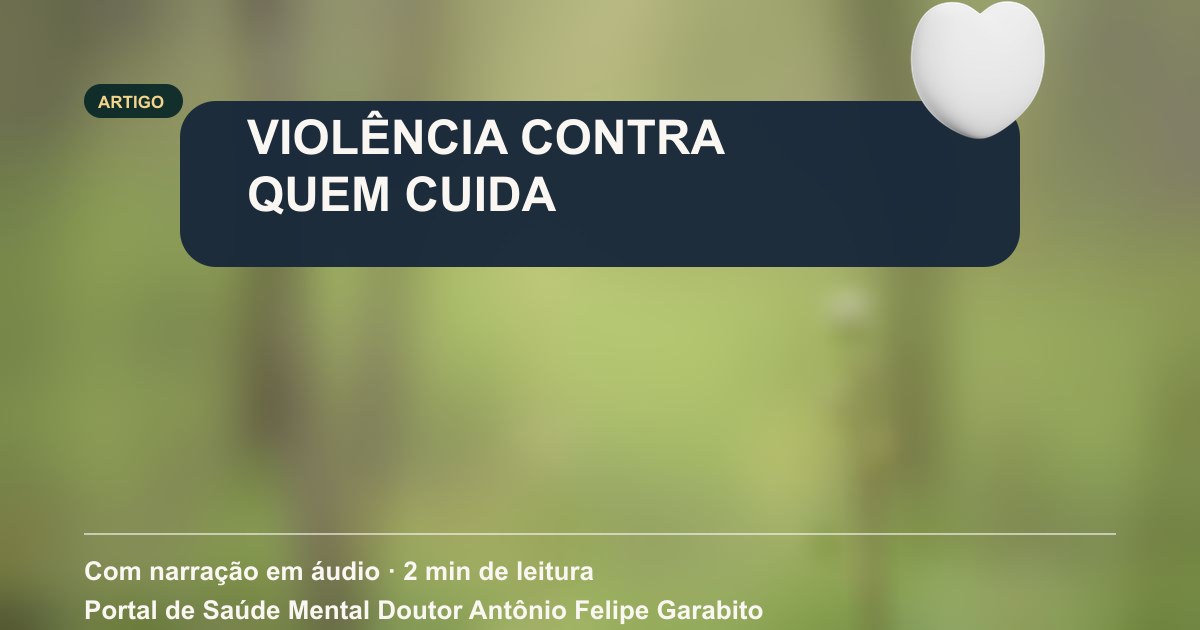 ARTIGO
VIOLÊNCIA CONTRA
QUEM CUIDA
Com narração em áudio · 2 min de leitura
Portal de Saúde Mental Doutor Antônio Felipe Garabito